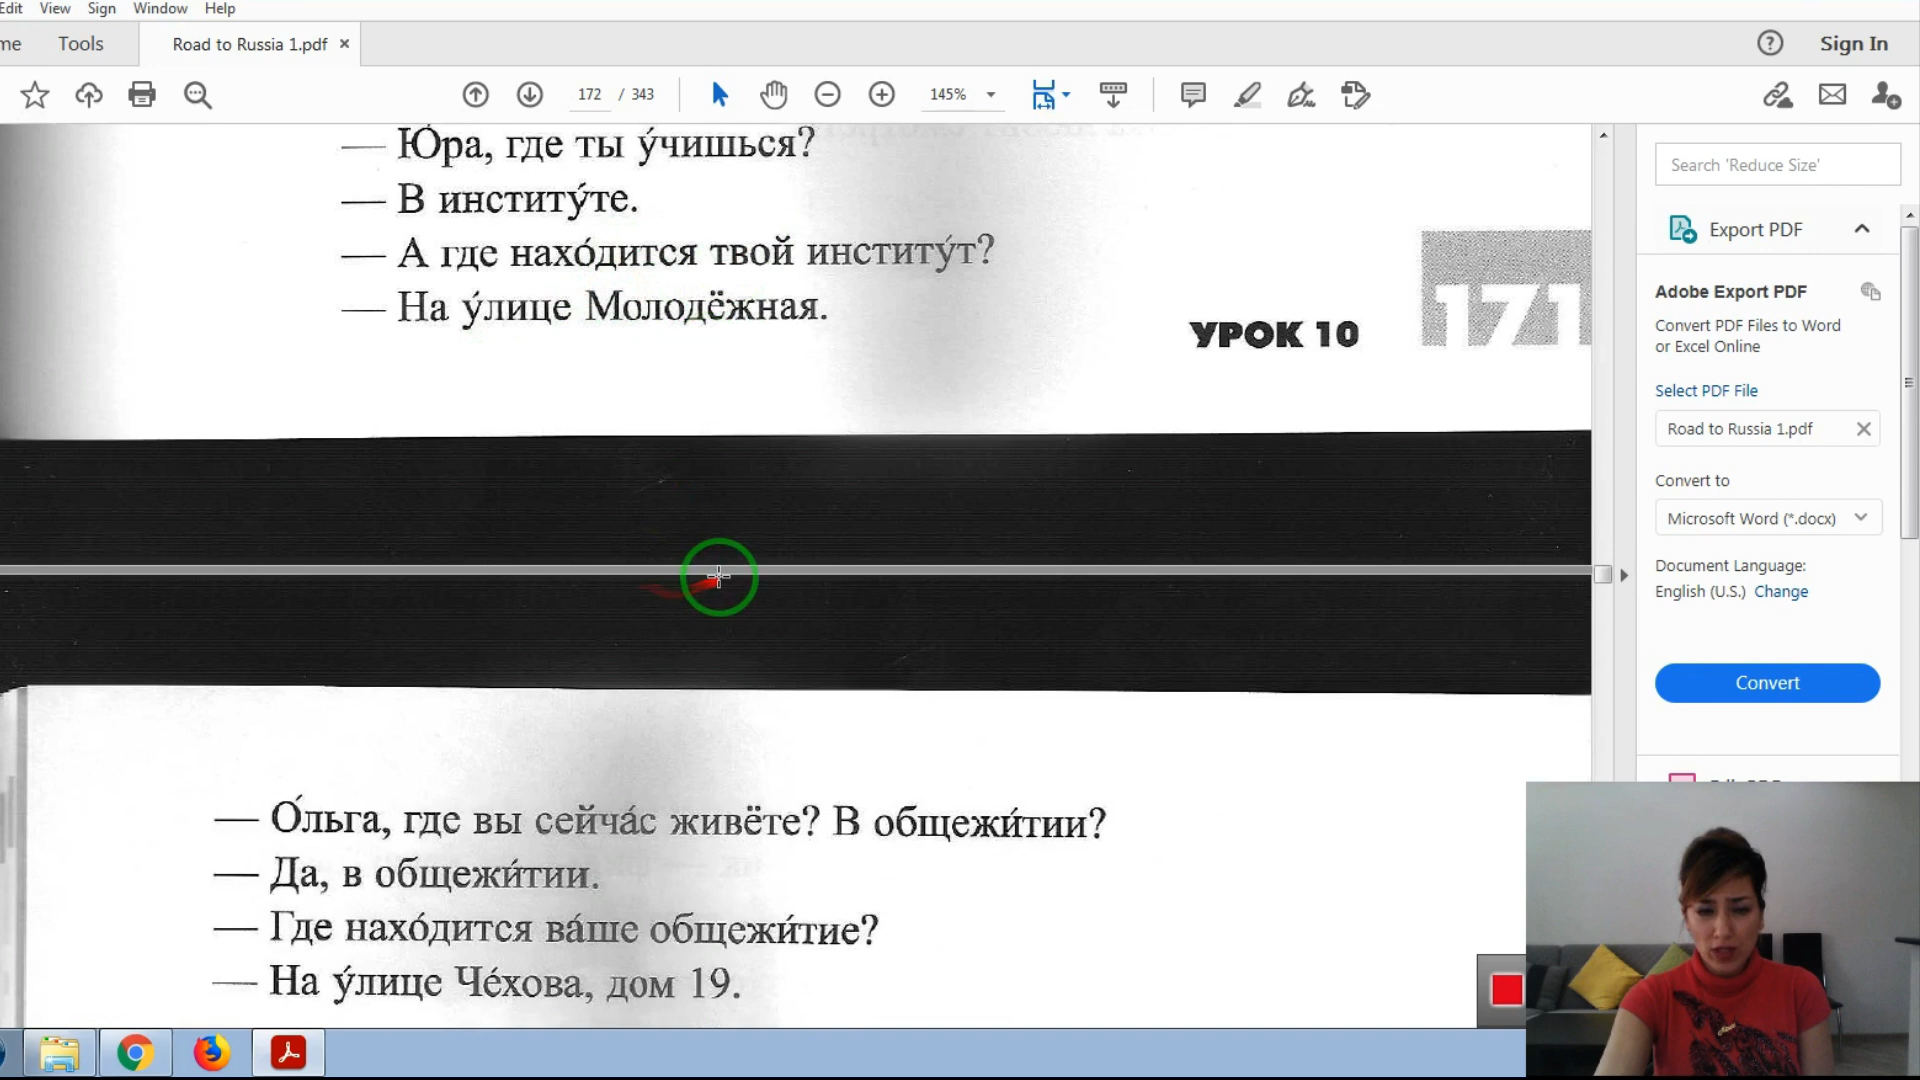 Edit View Sign Window Help
me Tools Road to Russia 1.pdf × ? Sign In
172 / 343 145%
— Ю́ра, где ты у́чишься?
— В институ́те.
— А где нахо́дится твой институ́т?
— На у́лице Молодёжная.
УРОК 10 171
— О́льга, где вы сейча́с живёте? В общежи́тии?
— Да, в общежи́тии.
— Где нахо́дится ва́ше общежи́тие?
— На у́лице Че́хова, дом 19.
Search 'Reduce Size'
Export PDF
Adobe Export PDF
Convert PDF Files to Word
or Excel Online
Select PDF File
Road to Russia 1.pdf
Convert to
Microsoft Word (*.docx)
Document Language:
English (U.S.) Change
Convert